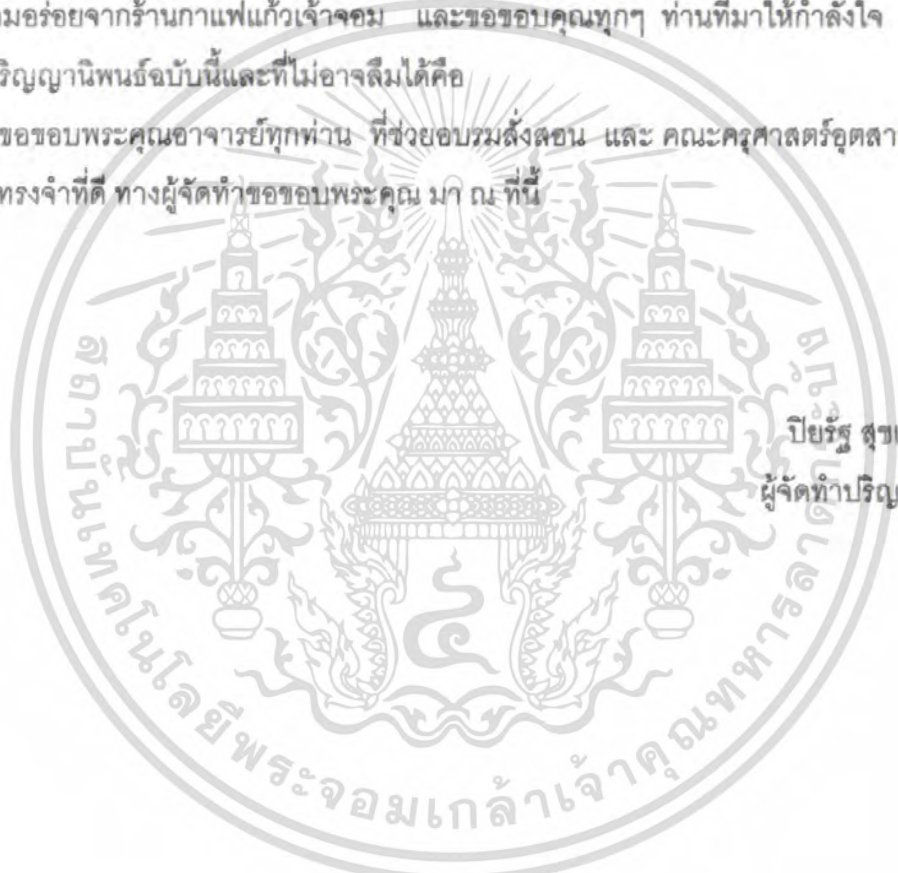 ามอร่อยจากร้านกาแฟแก้วเจ้าจอม และขอขอบคุณทุกๆ ท่านที่มาให้กำลังใจ
ริญญานิพนธ์ฉบับนี้และที่ไม่อาจลืมได้คือ
ขอขอบพระคุณอาจารย์ทุกท่าน ที่ช่วยอบรมสั่งสอน และ คณะครุศาสตร์อุตสา
ทรงจำที่ดี ทางผู้จัดทำขอขอบพระคุณ มา ณ ที่นี้
ปิยรัฐ สุข
ผู้จัดทำปริญ
สถาบันเทคโนโลยีพระจอมเกล้าเจ้าคุณทหารลาดกระบัง